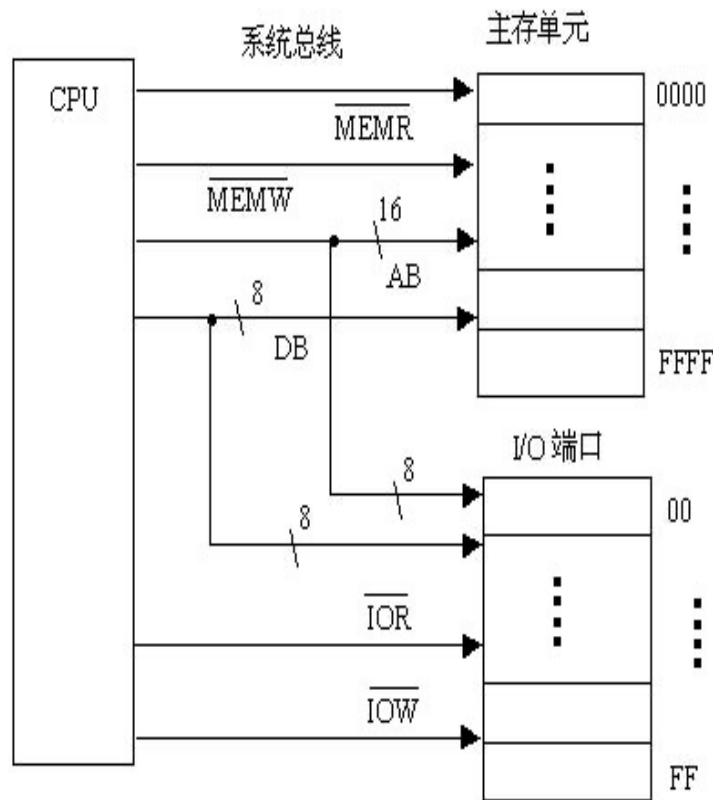 系统总线
主存单元
CPU
0000
MEMR
MEMW
16
AB
8
DB
FFFF
I/O 端口
8
00
8
IOR
IOW
FF